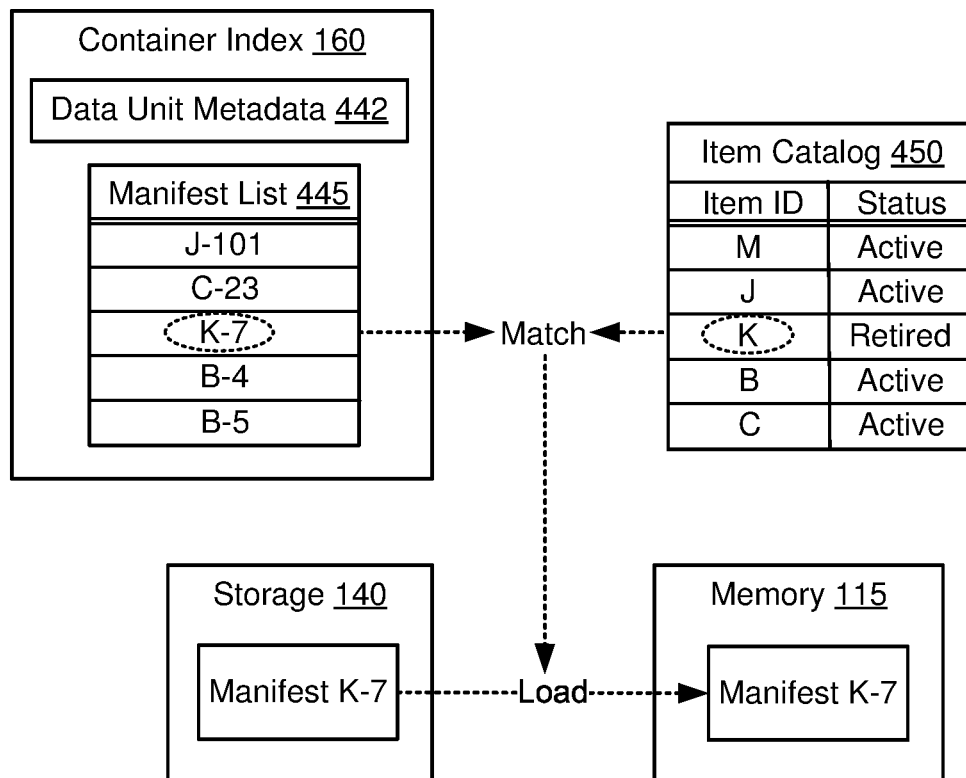 Container Index 160
Data Unit Metadata 442
Manifest List 445
J-101
C-23
K-7
B-4
B-5
Match
Item Catalog 450
Item ID Status
M Active
J Active
K Retired
B Active
C Active
Storage 140
Manifest K-7
Load
Memory 115
Manifest K-7